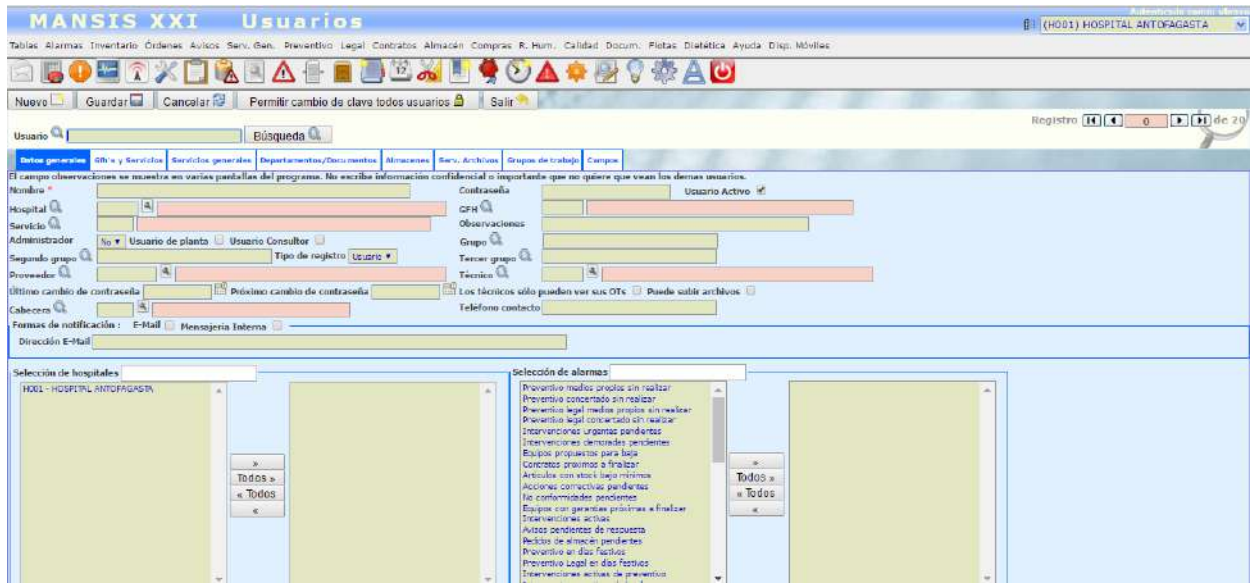 MANSIS XXI Usuarios
(H001) HOSPITAL ANTOFAGASTA
Tablas Alarmas Inventario Órdenes Avisos Serv. Gen. Preventivo Legal Contratos Almacén Compras R. Hum. Calidad Docum. Flotas Dietética Ayuda Disp. Móviles
12
Nuevo Guardar Cancelar Permitir cambio de clave todos usuarios Salir
Registro 0 de 20
Usuario Búsqueda
Datos generales Gfh's y Servicios Servicios generales Departamentos/Documentos Almacenes Serv. Archivos Grupos de trabajo Campos
El campo observaciones se muestra en varias pantallas del programa. No escriba información confidencial o importante que no quiere que vean los demas usuarios.
Nombre * Contraseña Usuario Activo
Hospital GFH
Servicio Observaciones
Administrador No Usuario de planta Usuario Consultor Grupo
Segundo grupo Tipo de registro Usuario Tercer grupo
Proveedor Técnico
Último cambio de contraseña Próximo cambio de contraseña Los técnicos sólo pueden ver sus OTs Puede subir archivos
Cabecera Teléfono contacto
Formas de notificación : E-Mail Mensajería Interna
Dirección E-Mail
Selección de hospitales Selección de alarmas
H001 - HOSPITAL ANTOFAGASTA
Preventivo medios propios sin realizar
Preventivo concertado sin realizar
Preventivo legal medios propios sin realizar
Preventivo legal concertado sin realizar
Intervenciones urgentes pendientes
Intervenciones demoradas pendientes
Equipos propuestos para baja
Contratos proximos a finalizar
Artículos con stock bajo mínimos
Acciones correctivas pendientes
No conformidades pendientes
Equipos con garantías próximas a finalizar
Intervenciones activas
Avisos pendientes de respuesta
Pedidos de almacén pendientes
Preventivo en días festivos
Preventivo Legal en días festivos
Intervenciones activas de preventivo
»
Todos »
« Todos
«
»
Todos »
« Todos
«